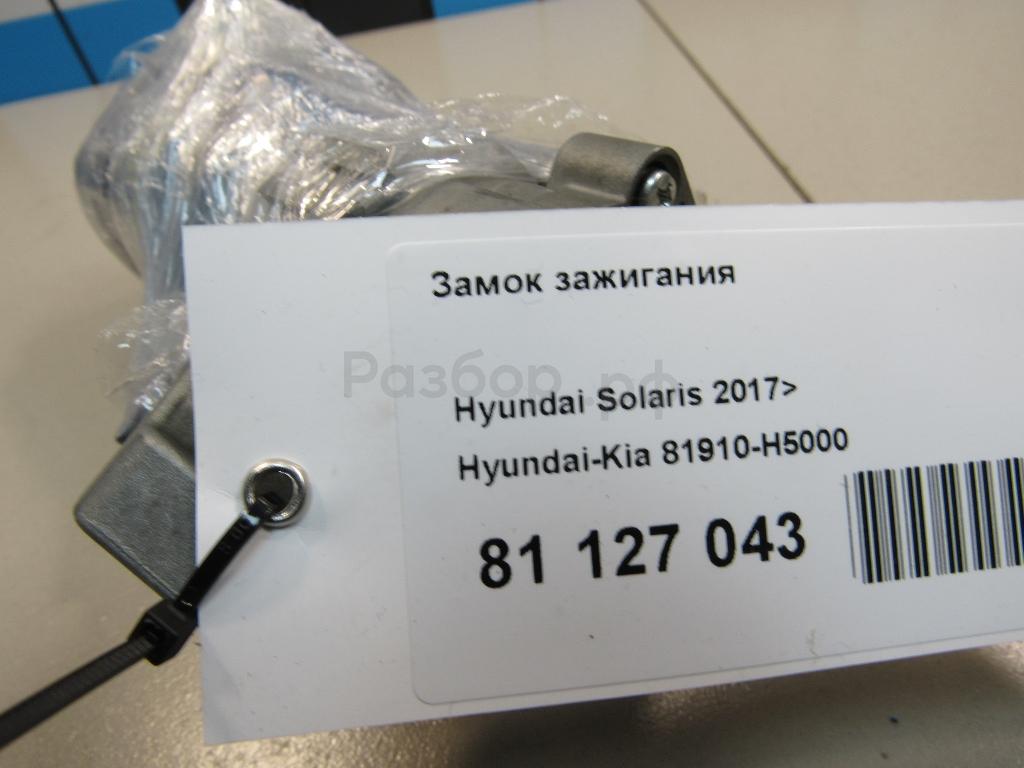 Замок зажигания
Разбор.рф
Hyundai Solaris 2017>
Hyundai-Kia 81910-H5000
81 127 043